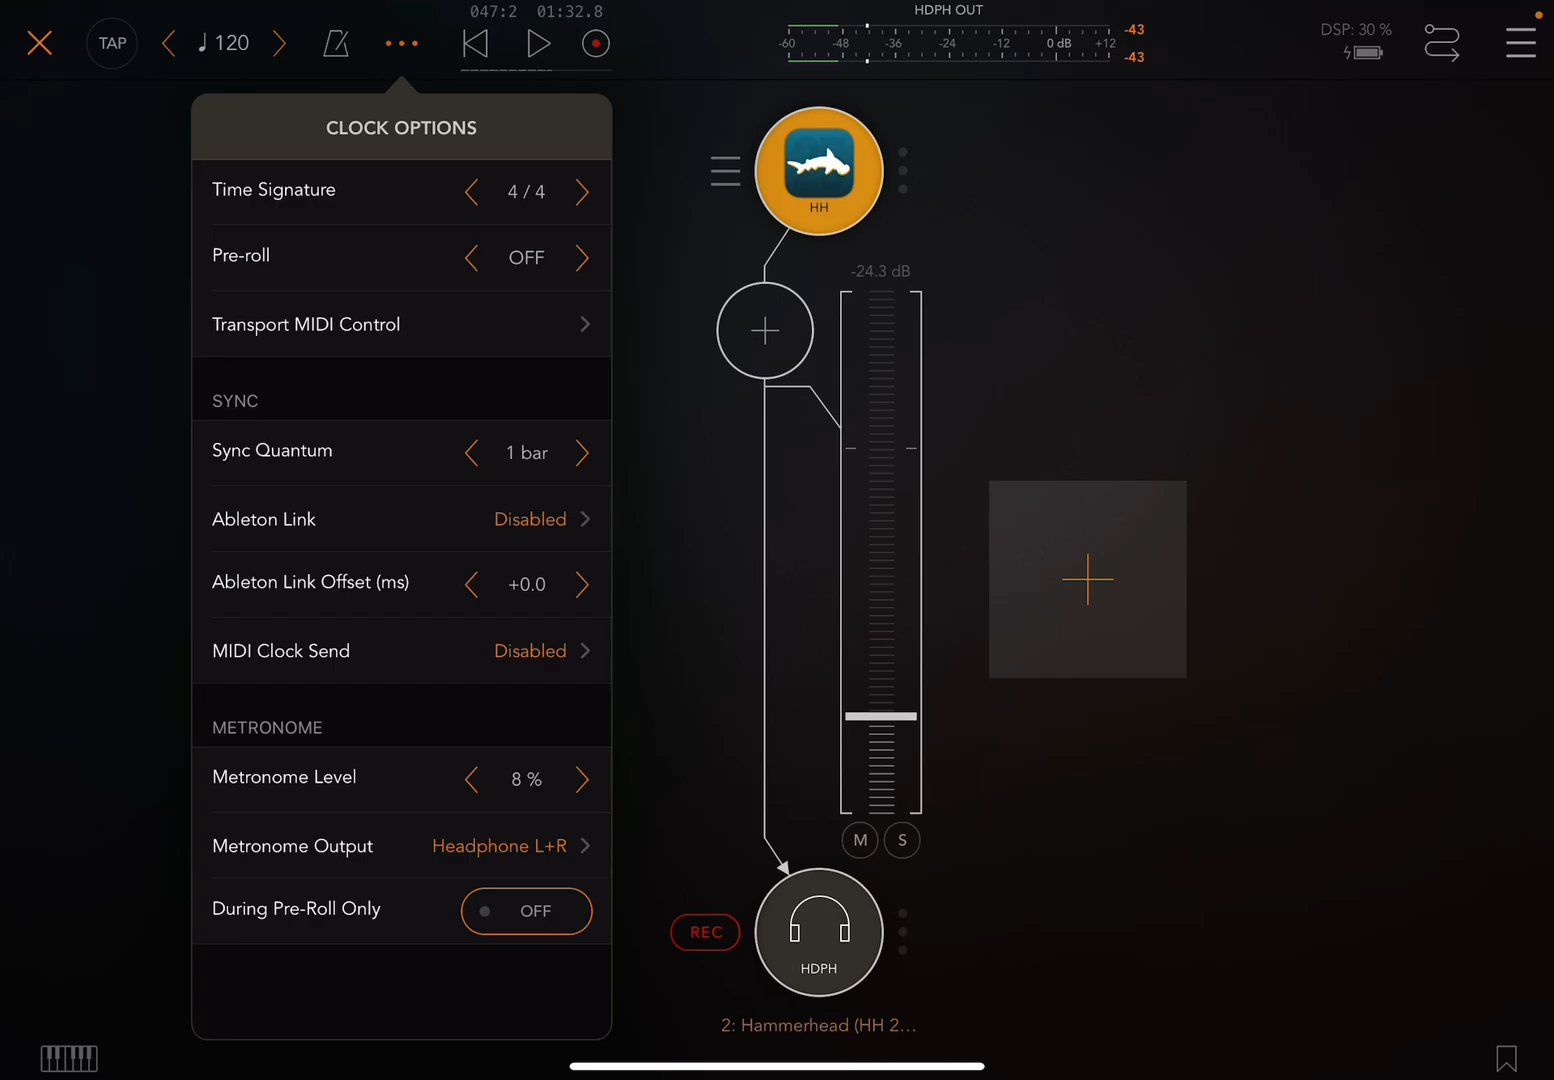 047:2 01:32.8
HDPH OUT
TAP
120
-60 -48 -36 -24 -12 0 dB +12
-43
-43
DSP: 30 %
CLOCK OPTIONS
Time Signature 4 / 4
Pre-roll OFF
Transport MIDI Control
SYNC
Sync Quantum 1 bar
Ableton Link Disabled
Ableton Link Offset (ms) +0.0
MIDI Clock Send Disabled
METRONOME
Metronome Level 8 %
Metronome Output Headphone L+R
During Pre-Roll Only OFF
HH
-24.3 dB
M S
REC
HDPH
2: Hammerhead (HH 2...